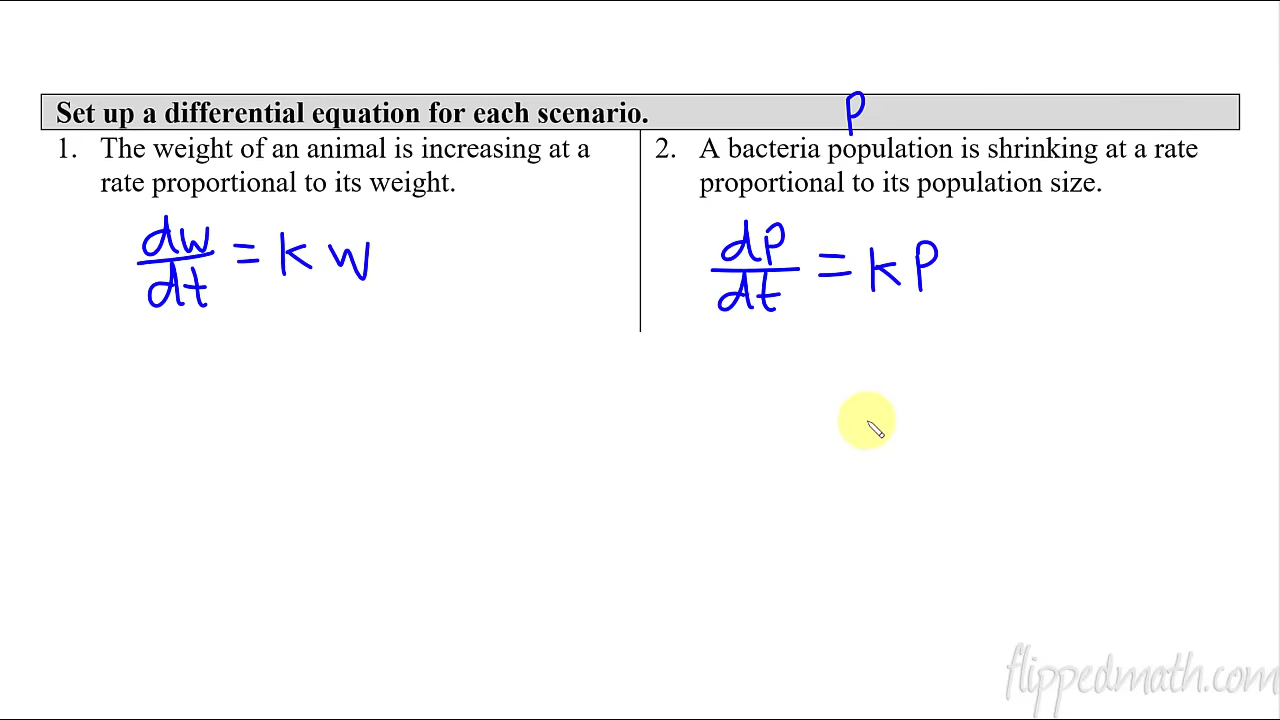 Set up a differential equation for each scenario.
P
1. The weight of an animal is increasing at a
rate proportional to its weight.
dw/dt = k w
2. A bacteria population is shrinking at a rate
proportional to its population size.
dP/dt = k P
flippedmath.com